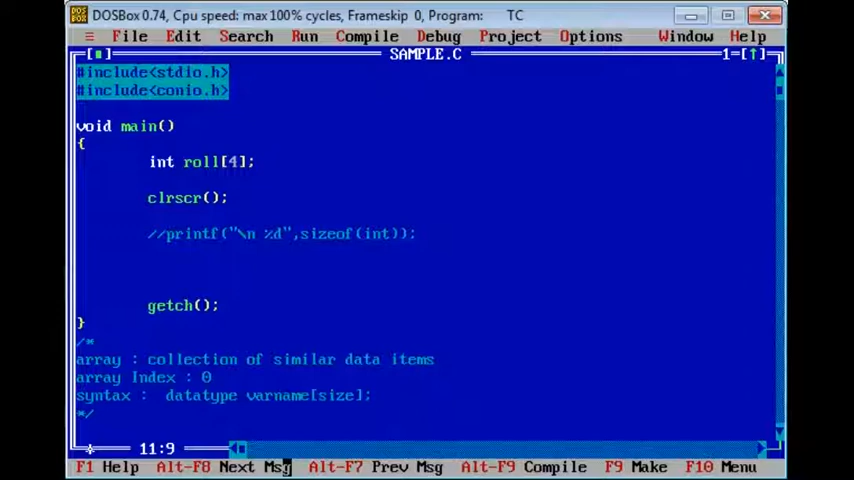 DOSBox 0.74, Cpu speed: max 100% cycles, Frameskip 0, Program: TC
≡ File Edit Search Run Compile Debug Project Options Window Help
[■] SAMPLE.C 1=[↑]
#include<stdio.h>
#include<conio.h>
void main()
{
int roll[4];
clrscr();
//printf("\n %d",sizeof(int));
getch();
}
/*
array : collection of similar data items
array Index : 0
syntax : datatype varname[size];
*/
11:9
F1 Help Alt-F8 Next Msg Alt-F7 Prev Msg Alt-F9 Compile F9 Make F10 Menu